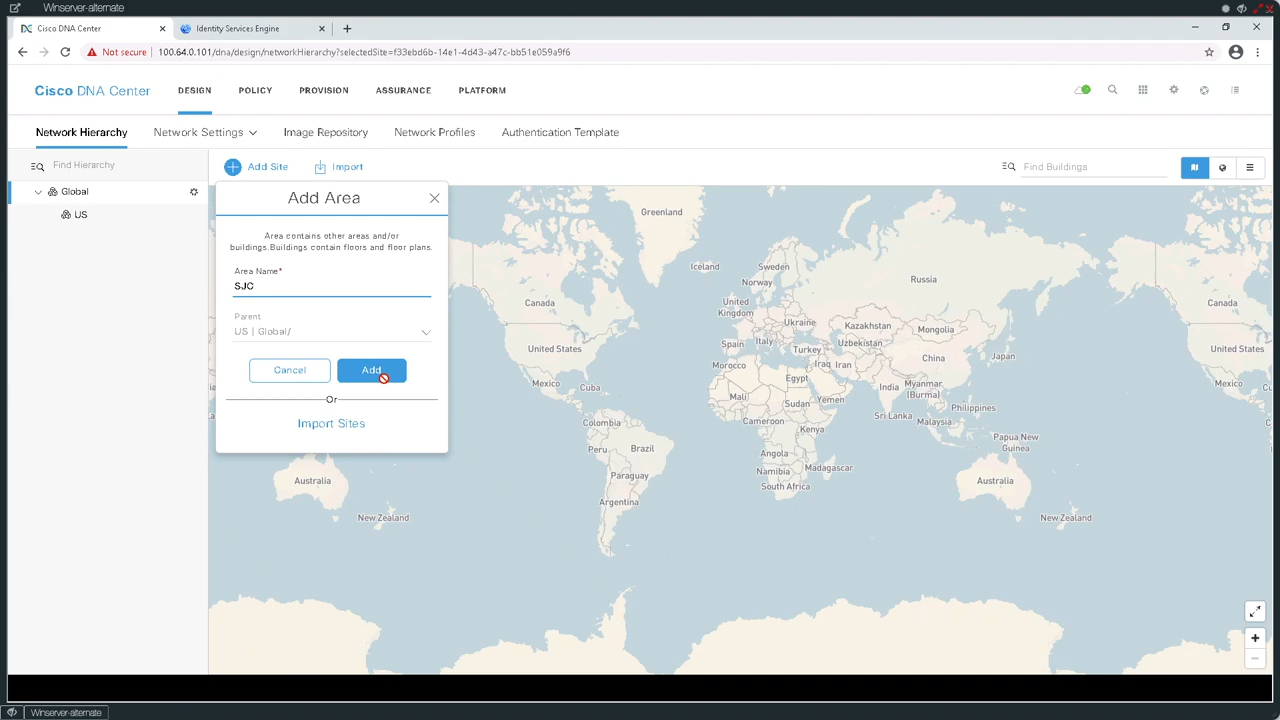 Winserver-alternate
Cisco DNA Center
Identity Services Engine
Not secure
100.64.0.101/dna/design/networkHierarchy?selectedSite=f33ebd6b-14e1-4d43-a47c-bb51e059a9f6
Cisco DNA Center
DESIGN
POLICY
PROVISION
ASSURANCE
PLATFORM
Network Hierarchy
Network Settings
Image Repository
Network Profiles
Authentication Template
Find Hierarchy
Add Site
Import
Find Buildings
Global
US
Add Area
Area contains other areas and/or
buildings.Buildings contain floors and floor plans.
Area Name*
SJC
Parent
US | Global/
Cancel
Add
Or
Import Sites
Greenland
Iceland
Sweden
Norway
Russia
Canada
United
Kingdom
Ukraine
Kazakhstan
Mongolia
Canada
United States
Spain
Italy
Turkey
Uzbekistan
China
Japan
United States
Morocco
Iraq
Iran
Mexico
Cuba
Mali
Egypt
Sudan
Yemen
India
Myanmar
(Burma)
Philippines
Mexico
Cu
Colombia
Cameroon
Kenya
Sri Lanka
Malaysia
Papua New
Guinea
Peru
Brazil
Angola
Namibia
Madagascar
Paraguay
South Africa
Australia
Australia
Argentina
New Zealand
New Zealand
Winserver-alternate